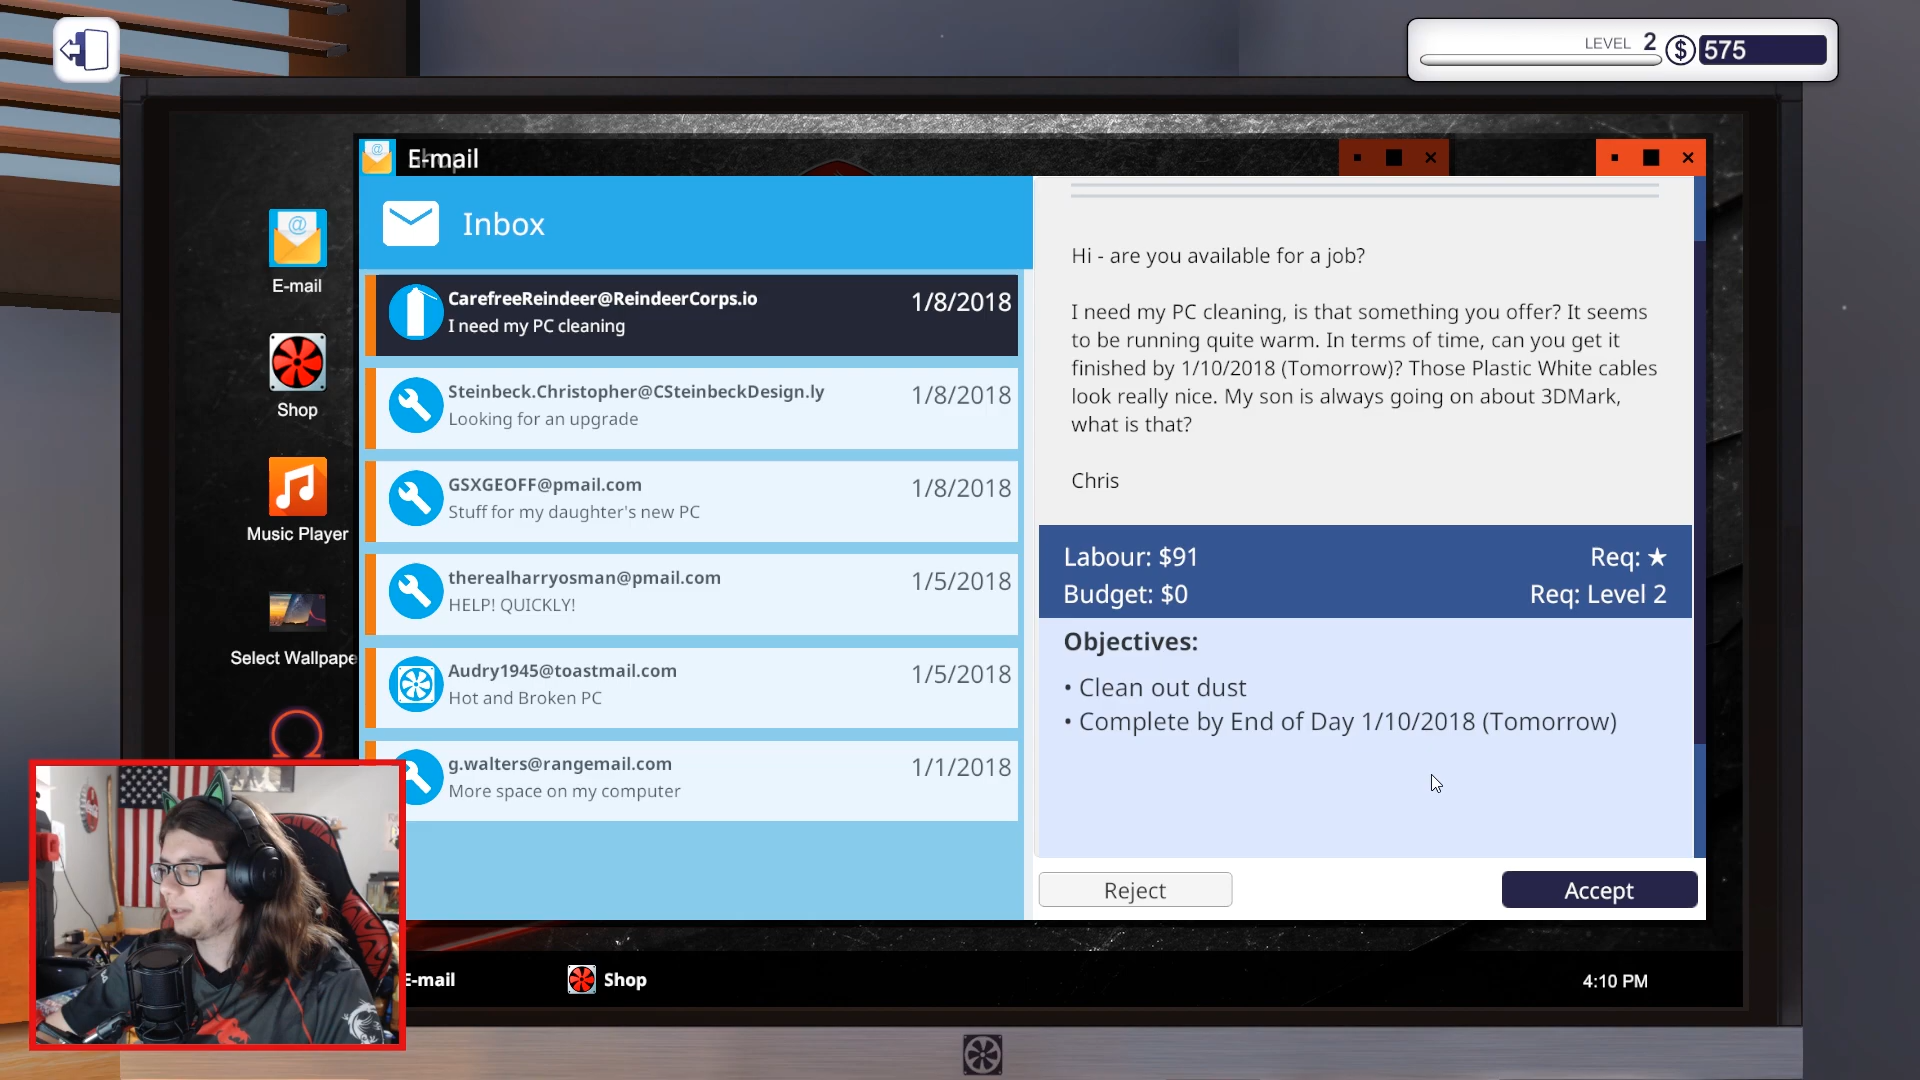 LEVEL 2 $ 575
E-mail
Inbox
E-mail
Shop
Music Player
Select Wallpape
CarefreeReindeer@ReindeerCorps.io 1/8/2018
I need my PC cleaning
Steinbeck.Christopher@CSteinbeckDesign.ly 1/8/2018
Looking for an upgrade
GSXGEOFF@pmail.com 1/8/2018
Stuff for my daughter's new PC
therealharryosman@pmail.com 1/5/2018
HELP! QUICKLY!
Audry1945@toastmail.com 1/5/2018
Hot and Broken PC
g.walters@rangemail.com 1/1/2018
More space on my computer
Hi - are you available for a job?
I need my PC cleaning, is that something you offer? It seems
to be running quite warm. In terms of time, can you get it
finished by 1/10/2018 (Tomorrow)? Those Plastic White cables
look really nice. My son is always going on about 3DMark,
what is that?
Chris
Labour: $91 Req: ★
Budget: $0 Req: Level 2
Objectives:
• Clean out dust
• Complete by End of Day 1/10/2018 (Tomorrow)
Reject Accept
E-mail Shop 4:10 PM